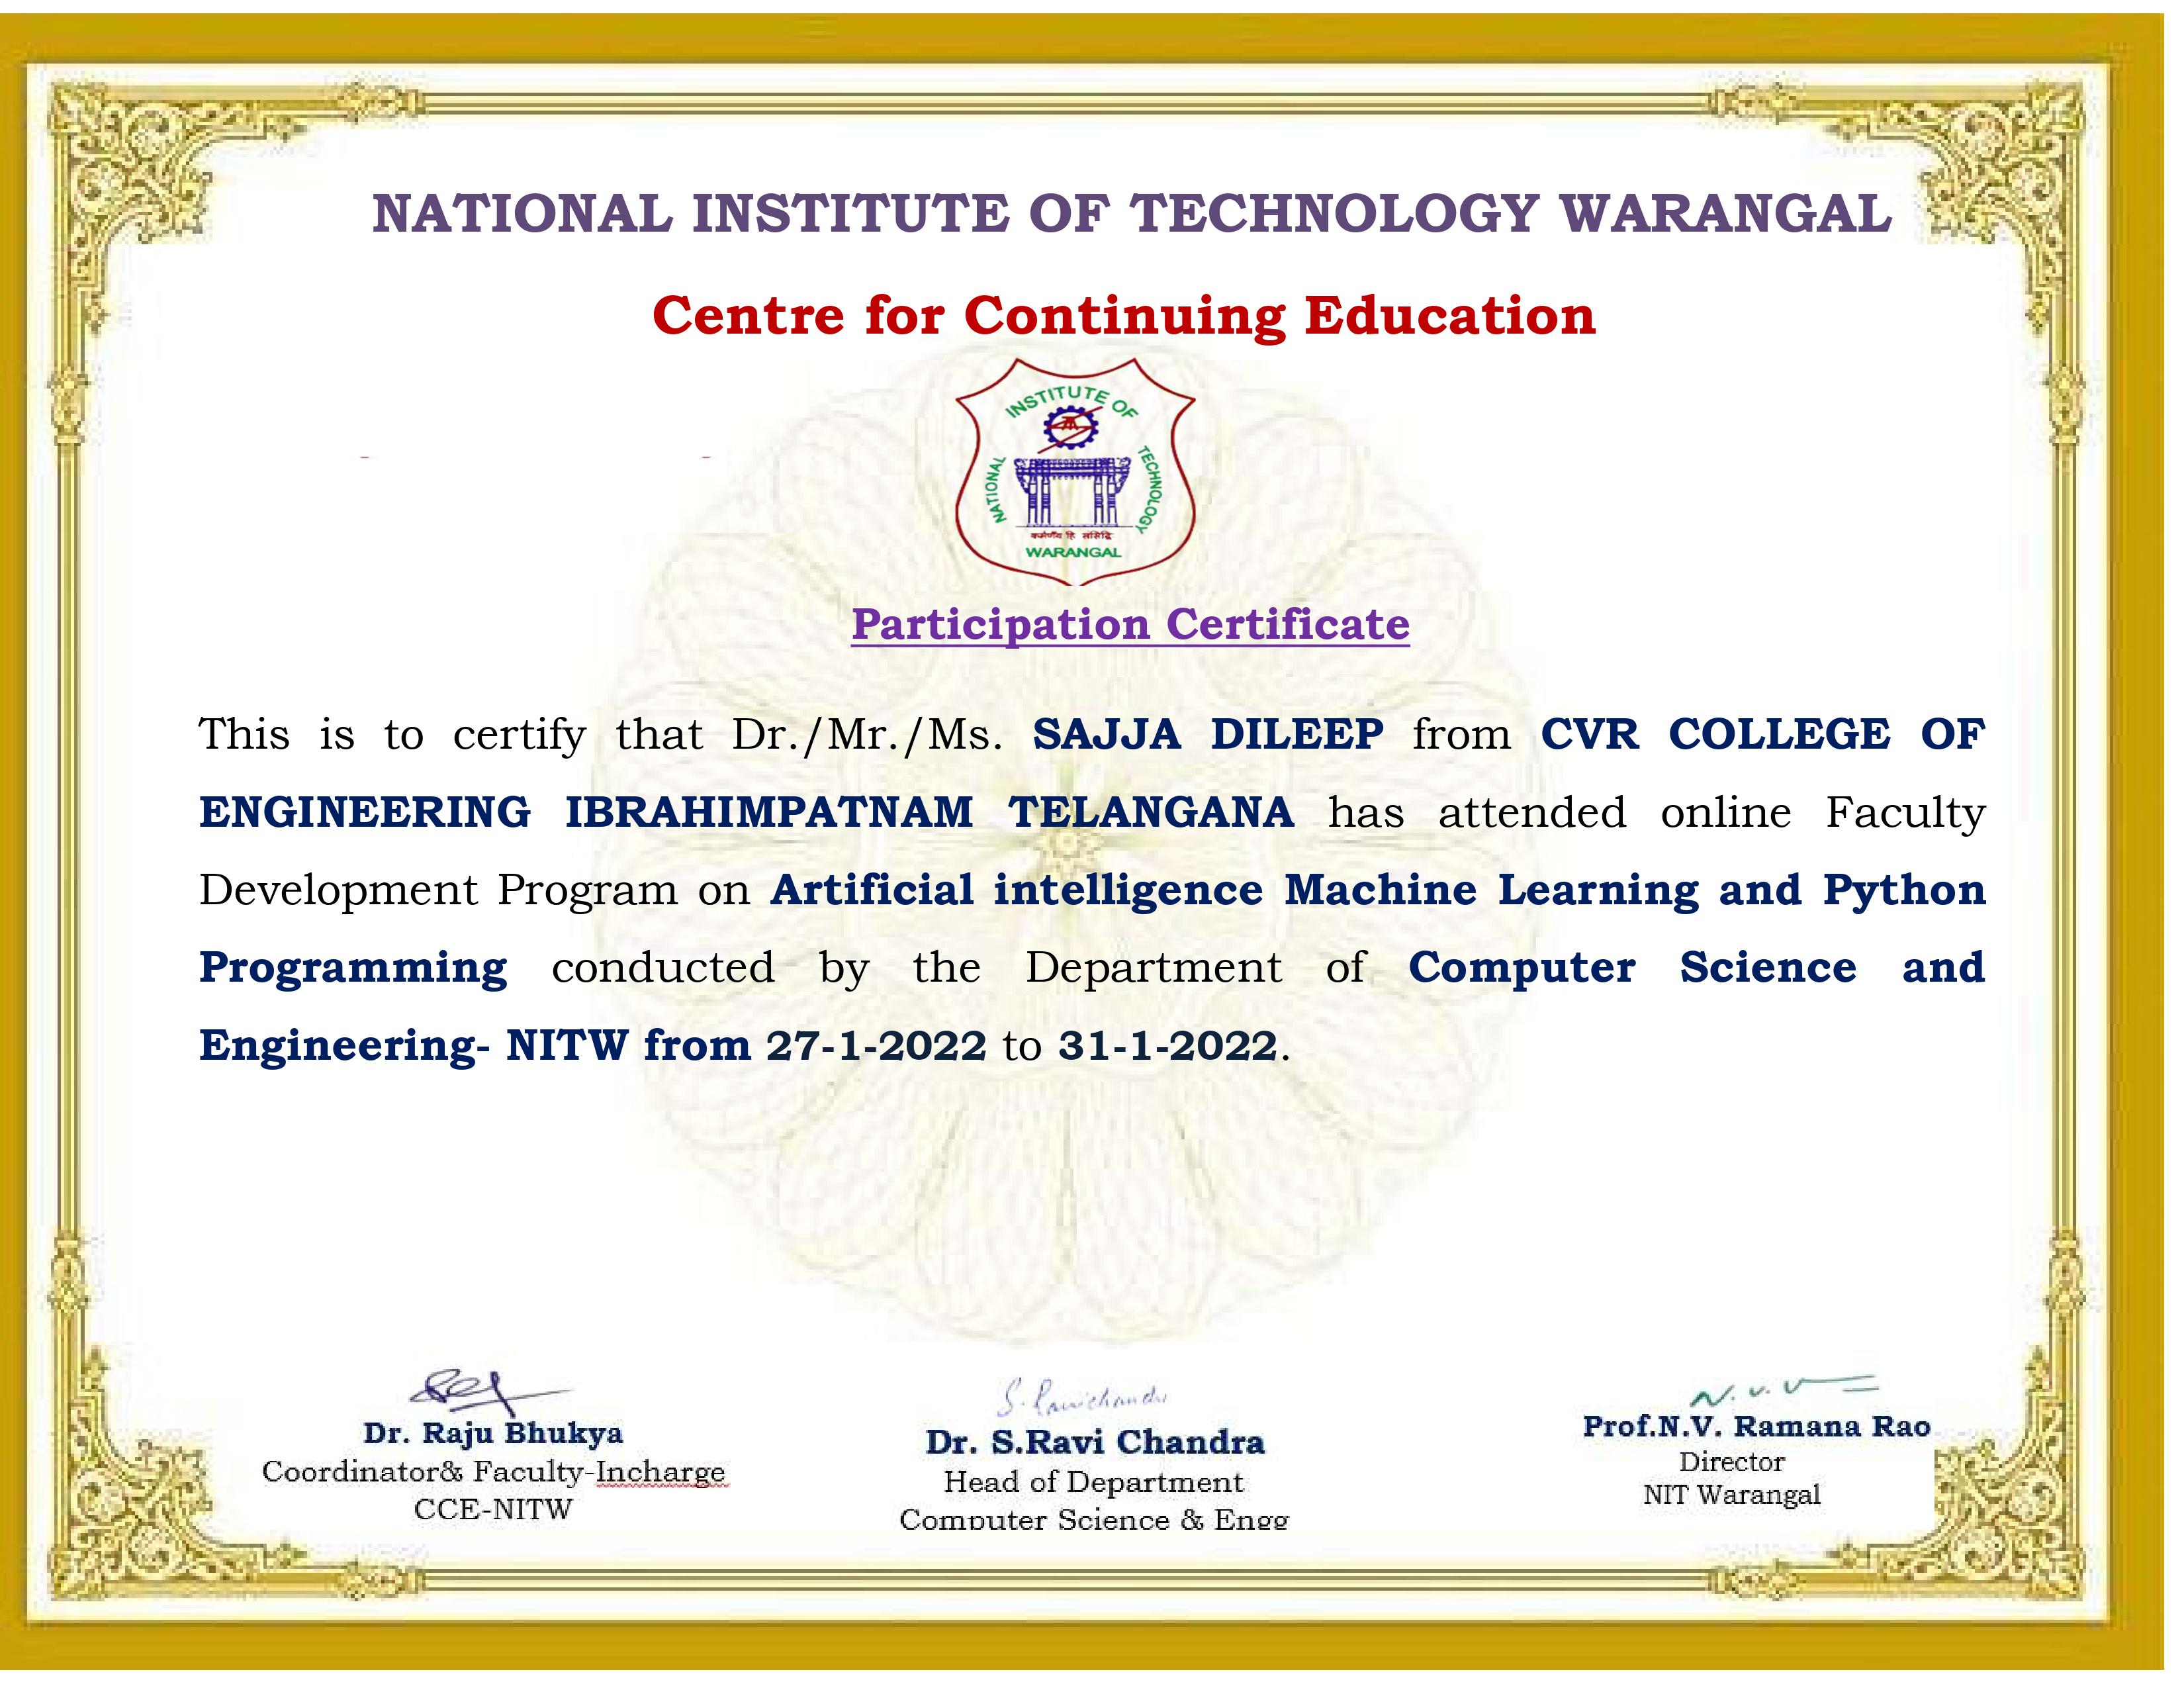 NATIONAL INSTITUTE OF TECHNOLOGY WARANGAL
Centre for Continuing Education
INSTITUTE OF
NATIONAL
TECHNOLOGY
WARANGAL
Participation Certificate
This is to certify that Dr./Mr./Ms. SAJJA DILEEP from CVR COLLEGE OF
ENGINEERING IBRAHIMPATNAM TELANGANA has attended online Faculty
Development Program on Artificial intelligence Machine Learning and Python
Programming conducted by the Department of Computer Science and
Engineering- NITW from 27-1-2022 to 31-1-2022.
S. Ravichandra
N. V. V
Dr. Raju Bhukya
Coordinator& Faculty-Incharge
CCE-NITW
Dr. S.Ravi Chandra
Head of Department
Computer Science & Engg
Prof.N.V. Ramana Rao
Director
NIT Warangal